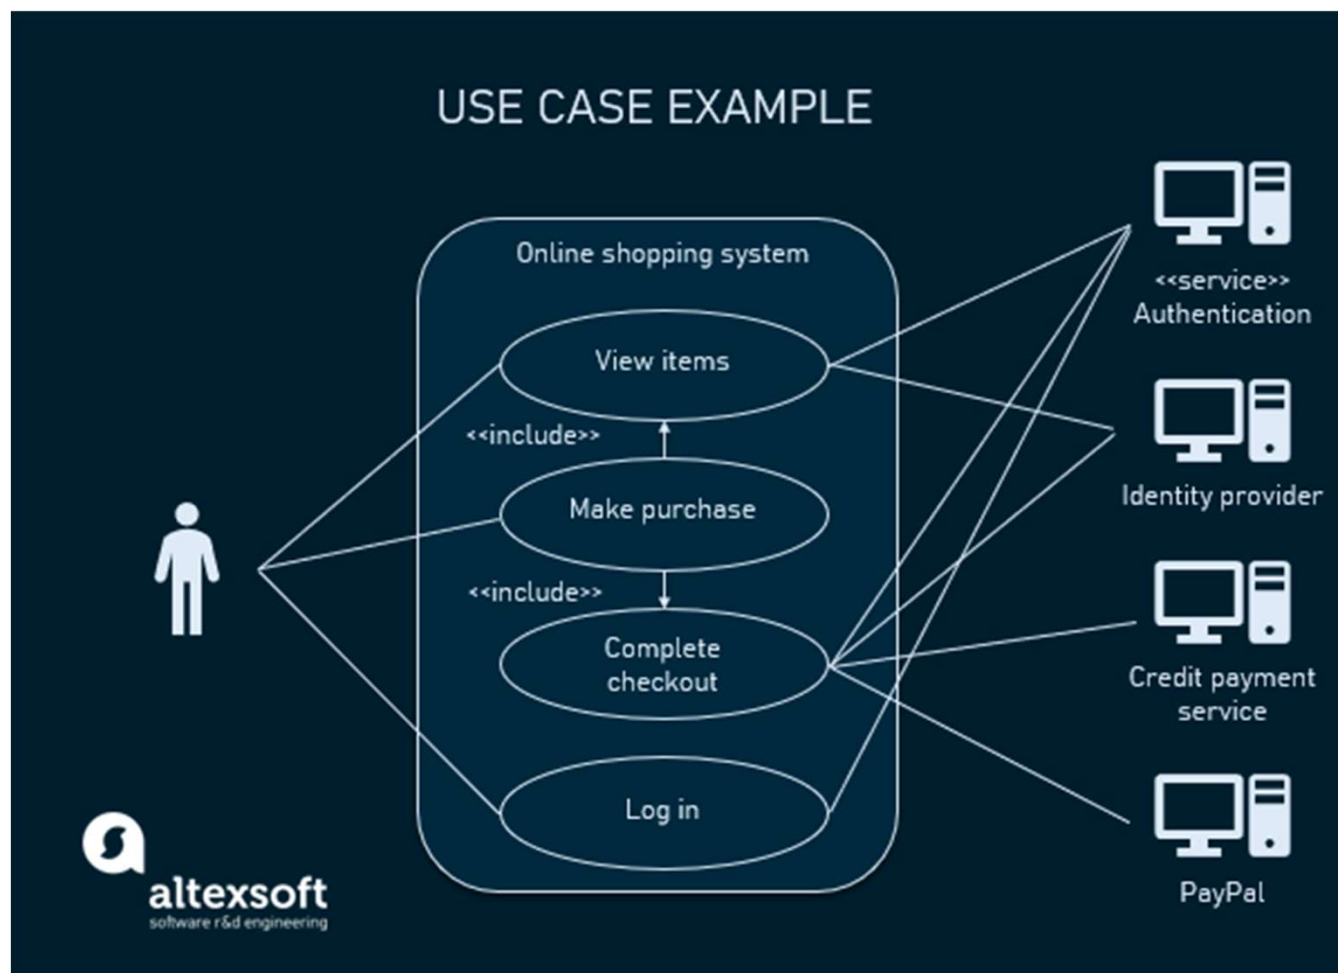 USE CASE EXAMPLE
Online shopping system
View items
<<include>>
Make purchase
<<include>>
Complete
checkout
Log in
<<service>>
Authentication
Identity provider
Credit payment
service
PayPal
altexsoft
software r&d engineering